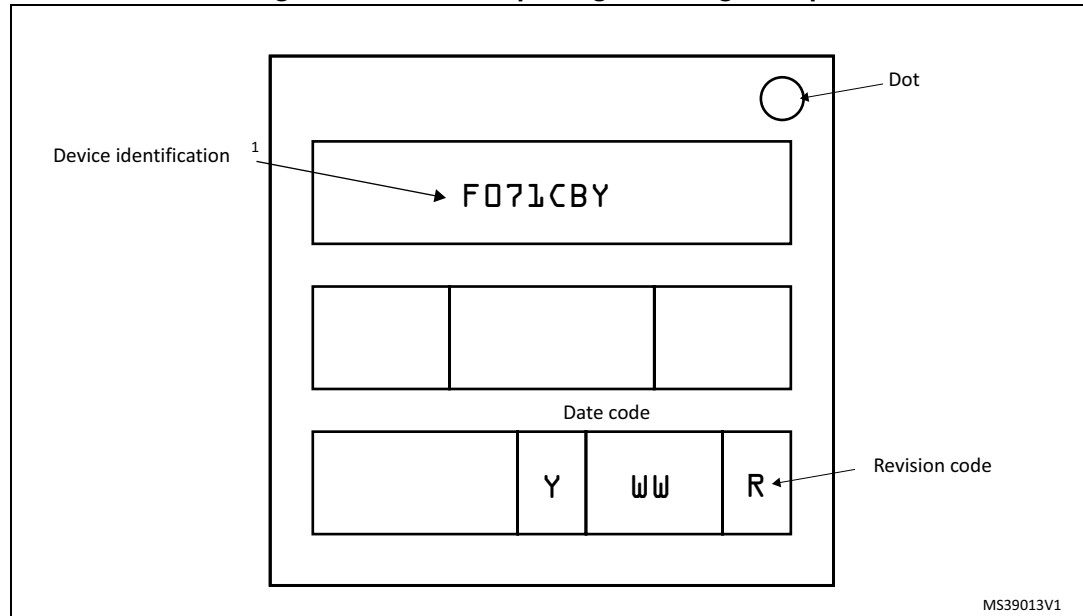 Dot
Device identification 1
F071CBY
Date code
Y WW R
Revision code
MS39013V1